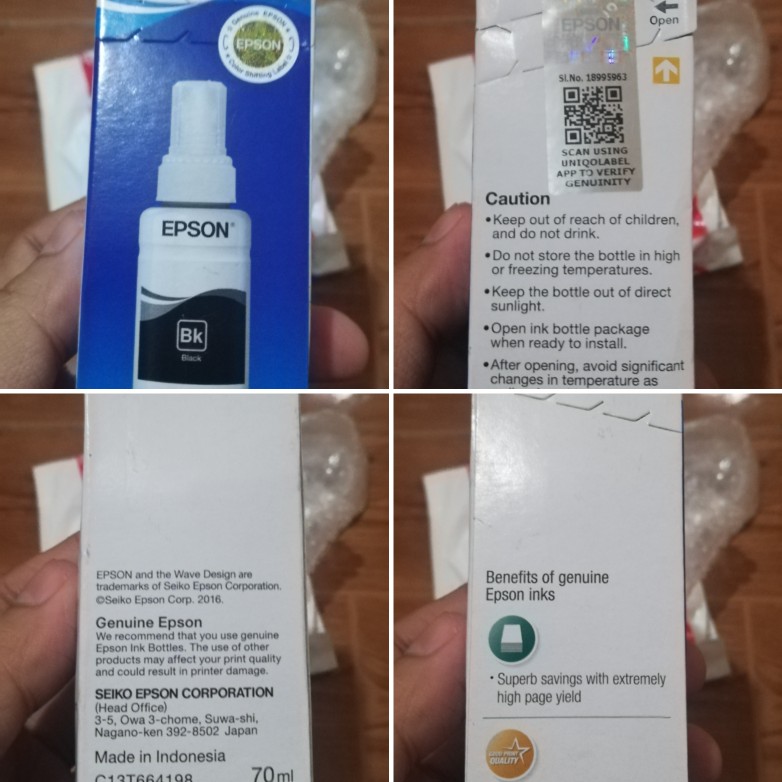 Genuine EPSON
EPSON
Color Shifting Label
EPSON®
Bk
Black
EPSON
Open
Sl.No. 18995963
SCAN USING
UNIQOLABEL
APP TO VERIFY
GENUINITY
Caution
•Keep out of reach of children,
and do not drink.
•Do not store the bottle in high
or freezing temperatures.
•Keep the bottle out of direct
sunlight.
•Open ink bottle package
when ready to install.
•After opening, avoid significant
changes in temperature as
EPSON and the Wave Design are
trademarks of Seiko Epson Corporation.
©Seiko Epson Corp. 2016.
Genuine Epson
We recommend that you use genuine
Epson Ink Bottles. The use of other
products may affect your print quality
and could result in printer damage.
SEIKO EPSON CORPORATION
(Head Office)
3-5, Owa 3-chome, Suwa-shi,
Nagano-ken 392-8502 Japan
Made in Indonesia
C13T664198 70ml
Benefits of genuine
Epson inks
• Superb savings with extremely
high page yield
QUALITY